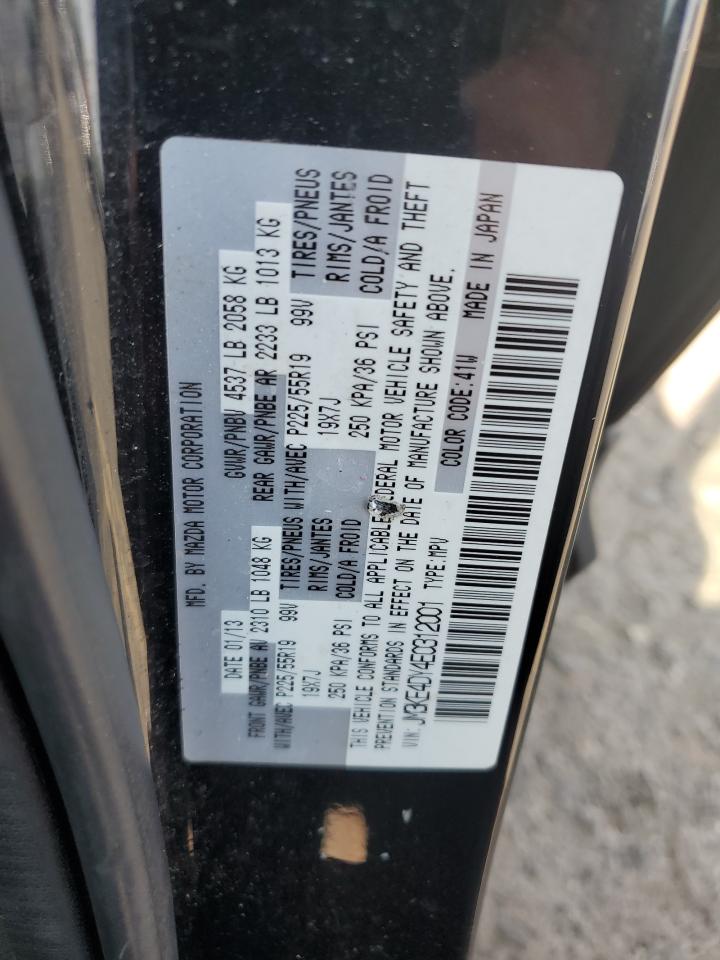 MFD. BY MAZDA MOTOR CORPORATION
DATE 01/13 GVWR/PNBV 4537 LB 2058 KG
FRONT GAWR/PNBE AV 2310 LB 1048 KG REAR GAWR/PNBE AR 2233 LB 1013 KG
WITH/AVEC P225/55R19 99V TIRES/PNEUS WITH/AVEC P225/55R19 99V TIRES/PNEUS
19X7J RIMS/JANTES 19X7J RIMS/JANTES
250 KPA/36 PSI COLD/A FROID 250 KPA/36 PSI COLD/A FROID
THIS VEHICLE CONFORMS TO ALL APPLICABLE FEDERAL MOTOR VEHICLE SAFETY AND THEFT
PREVENTION STANDARDS IN EFFECT ON THE DATE OF MANUFACTURE SHOWN ABOVE.
VIN: JM3KE4DY4E0312001 TYPE:MPV COLOR CODE:41W MADE IN JAPAN